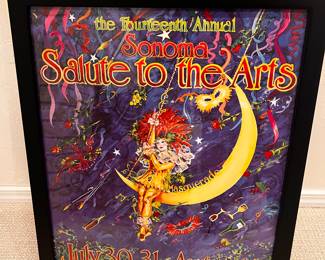 the Fourteenth Annual
Sonoma
Salute to the Arts
Masquerade
July 30, 31,